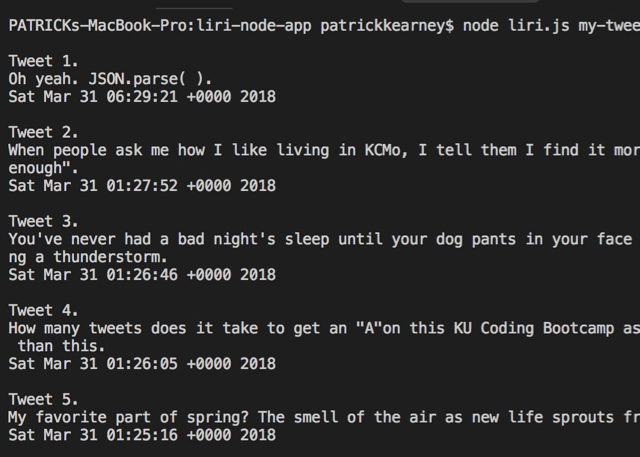 PATRICKs-MacBook-Pro:liri-node-app patrickkearney$ node liri.js my-twee
Tweet 1.
Oh yeah. JSON.parse( ).
Sat Mar 31 06:29:21 +0000 2018
Tweet 2.
When people ask me how I like living in KCMo, I tell them I find it mor
enough".
Sat Mar 31 01:27:52 +0000 2018
Tweet 3.
You've never had a bad night's sleep until your dog pants in your face
ng a thunderstorm.
Sat Mar 31 01:26:46 +0000 2018
Tweet 4.
How many tweets does it take to get an "A"on this KU Coding Bootcamp as
than this.
Sat Mar 31 01:26:05 +0000 2018
Tweet 5.
My favorite part of spring? The smell of the air as new life sprouts fr
Sat Mar 31 01:25:16 +0000 2018